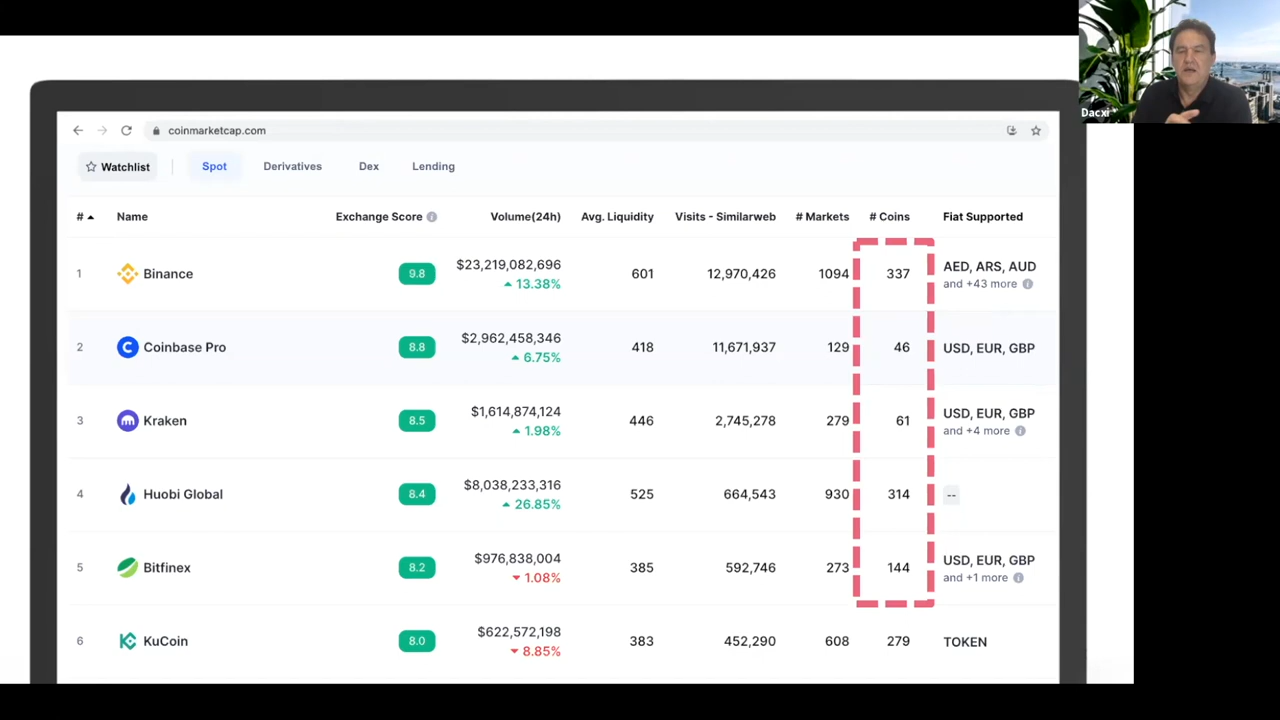 Dacxi
coinmarketcap.com
Watchlist Spot Derivatives Dex Lending
# Name Exchange Score Volume(24h) Avg. Liquidity Visits - Similarweb # Markets # Coins Fiat Supported
1 Binance 9.8 $23,219,082,696 601 12,970,426 1094 337 AED, ARS, AUD
13.38% and +43 more
2 Coinbase Pro 8.8 $2,962,458,346 418 11,671,937 129 46 USD, EUR, GBP
6.75%
3 Kraken 8.5 $1,614,874,124 446 2,745,278 279 61 USD, EUR, GBP
1.98% and +4 more
4 Huobi Global 8.4 $8,038,233,316 525 664,543 930 314 --
26.85%
5 Bitfinex 8.2 $976,838,004 385 592,746 273 144 USD, EUR, GBP
1.08% and +1 more
6 KuCoin 8.0 $622,572,198 383 452,290 608 279 TOKEN
8.85%